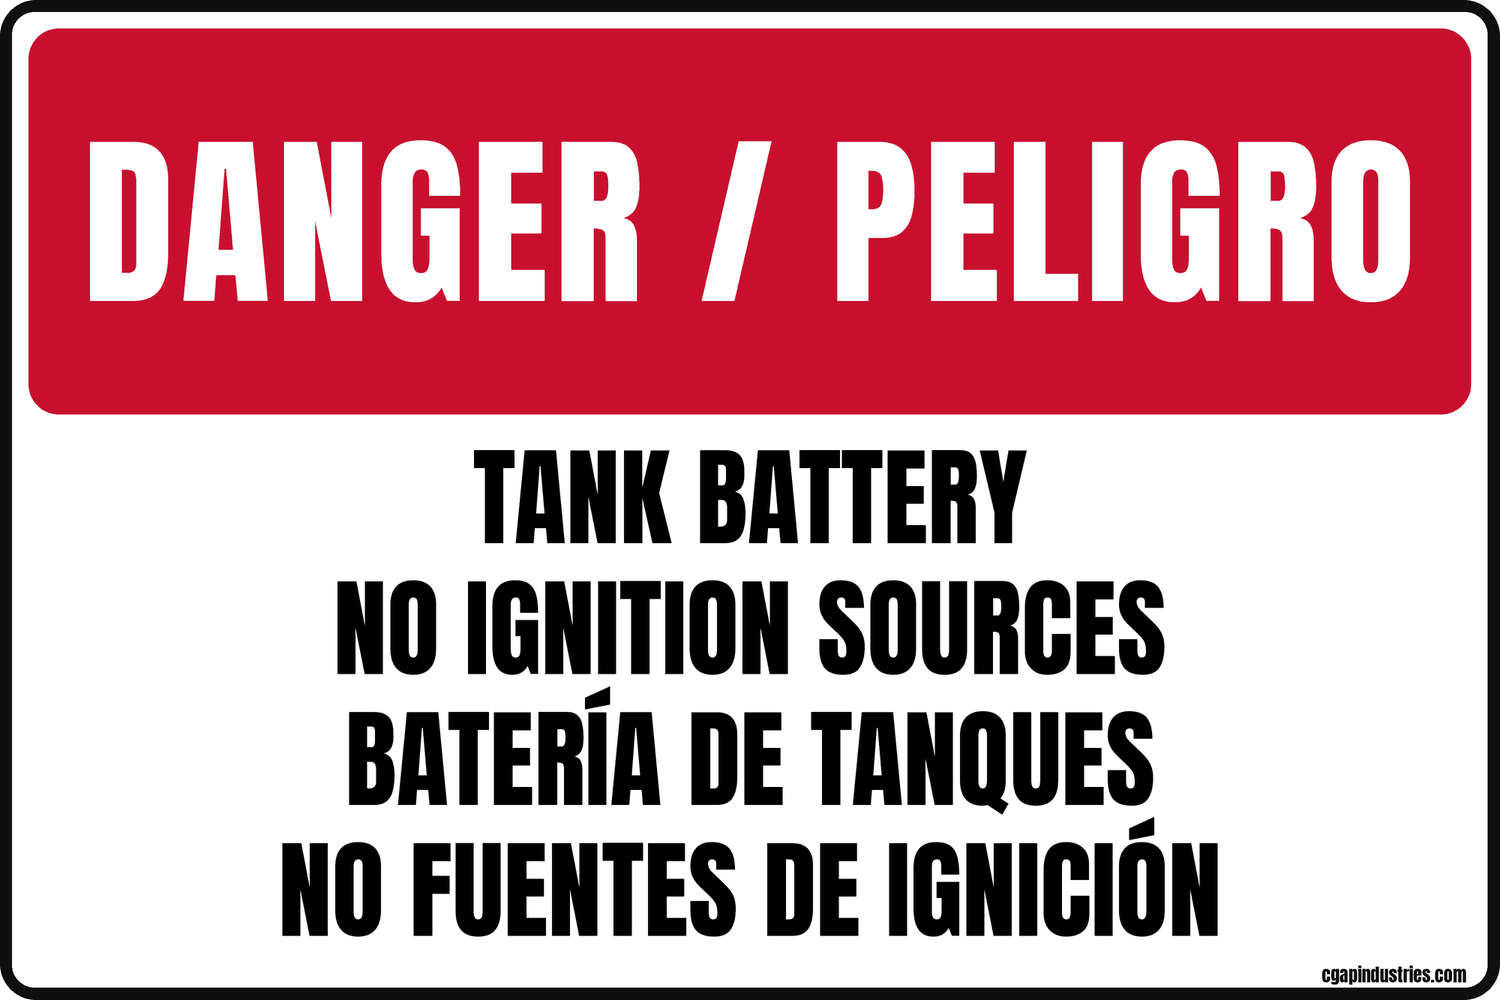 DANGER / PELIGRO
TANK BATTERY
NO IGNITION SOURCES
BATERÍA DE TANQUES
NO FUENTES DE IGNICIÓN
cgapindustries.com